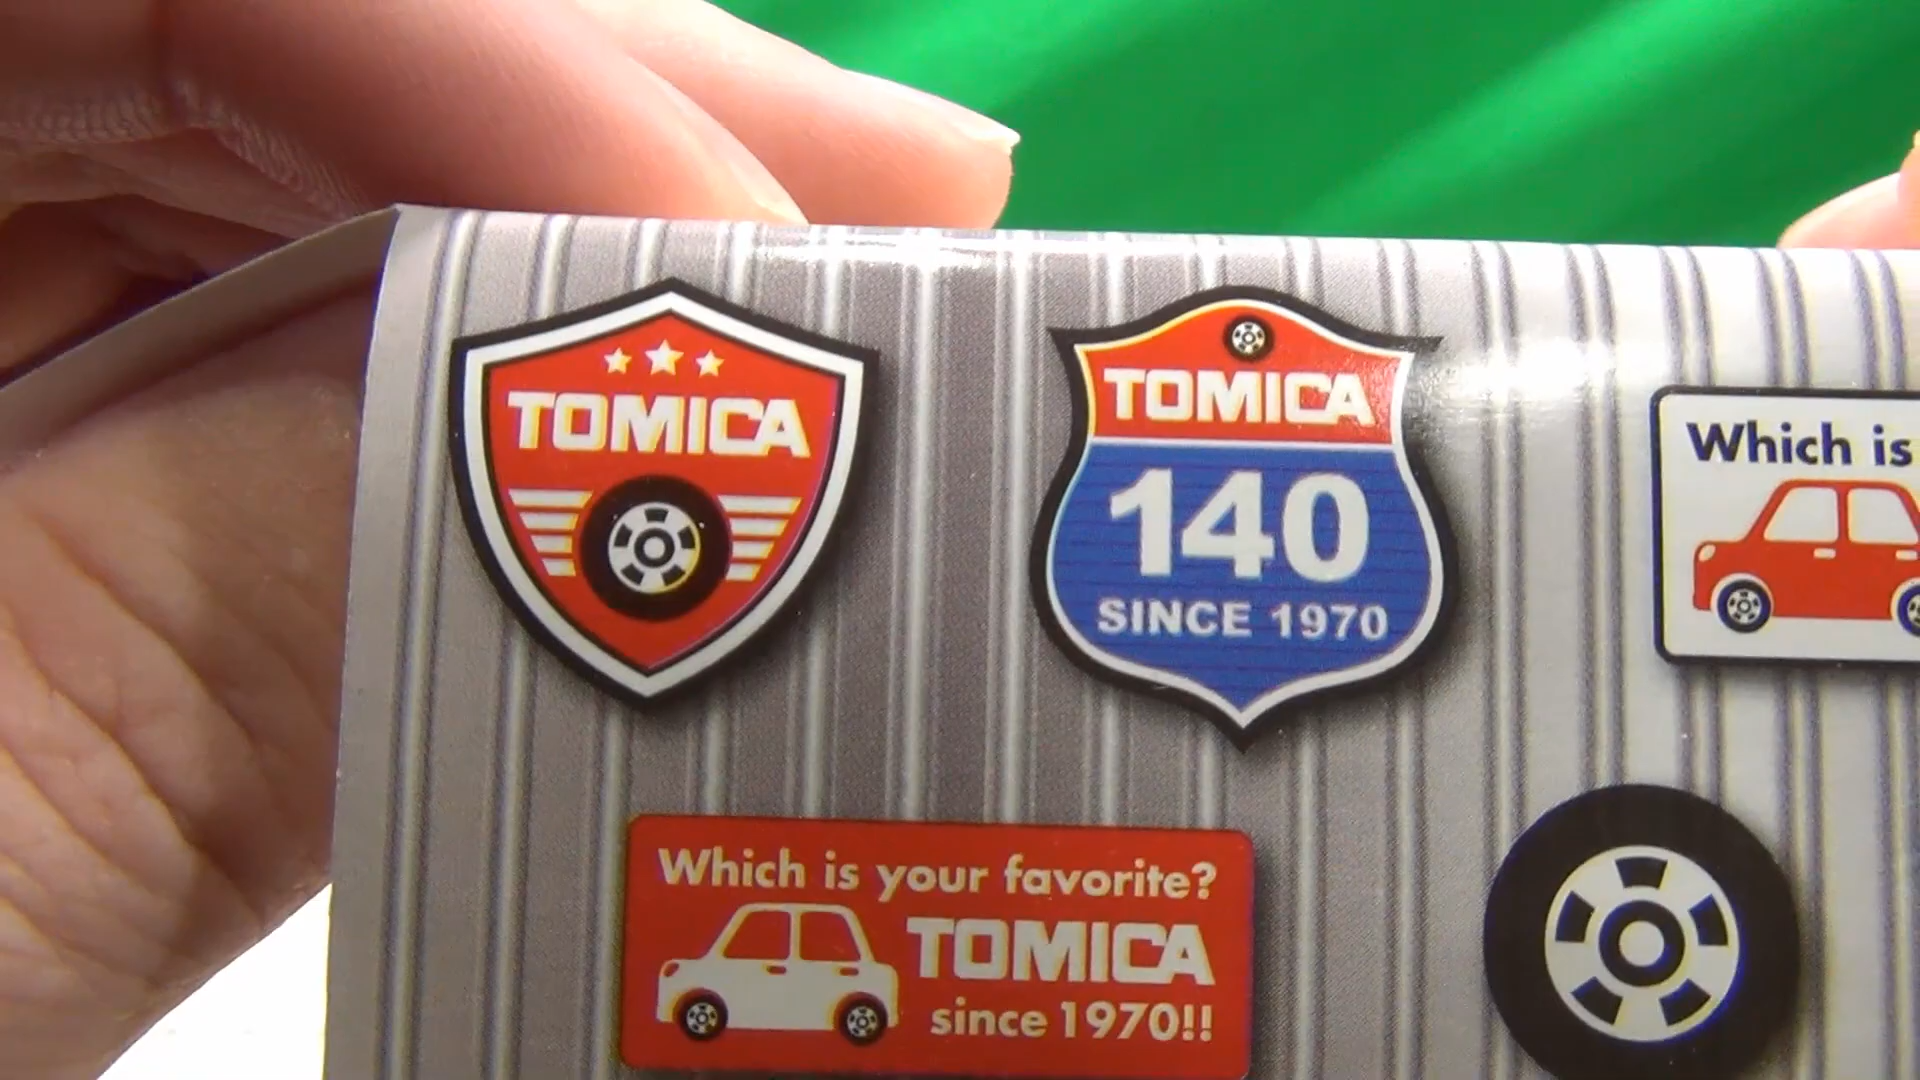 TOMICA
TOMICA
140
SINCE 1970
Which is
Which is your favorite?
TOMICA
since 1970!!